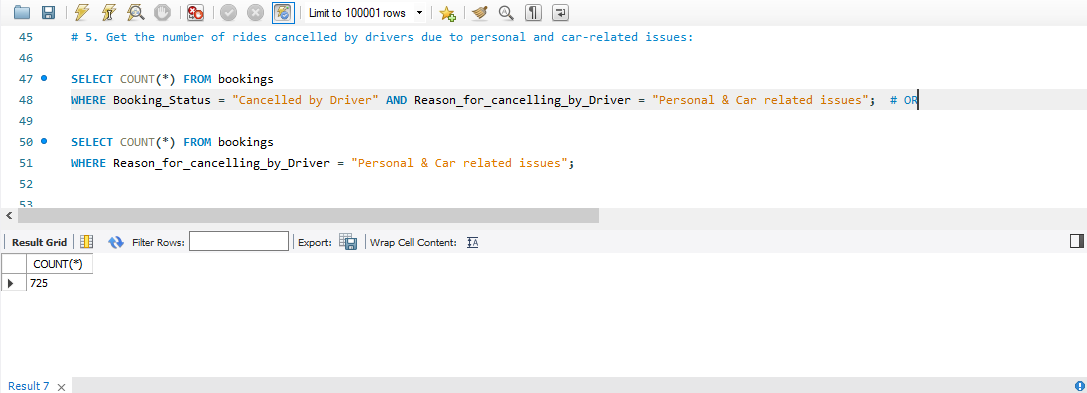 Limit to 100001 rows
45 # 5. Get the number of rides cancelled by drivers due to personal and car-related issues:
46
47 SELECT COUNT(*) FROM bookings
48 WHERE Booking_Status = "Cancelled by Driver" AND Reason_for_cancelling_by_Driver = "Personal & Car related issues"; # OR
49
50 SELECT COUNT(*) FROM bookings
51 WHERE Reason_for_cancelling_by_Driver = "Personal & Car related issues";
52
53
Result Grid Filter Rows: Export: Wrap Cell Content:
COUNT(*)
725
Result 7